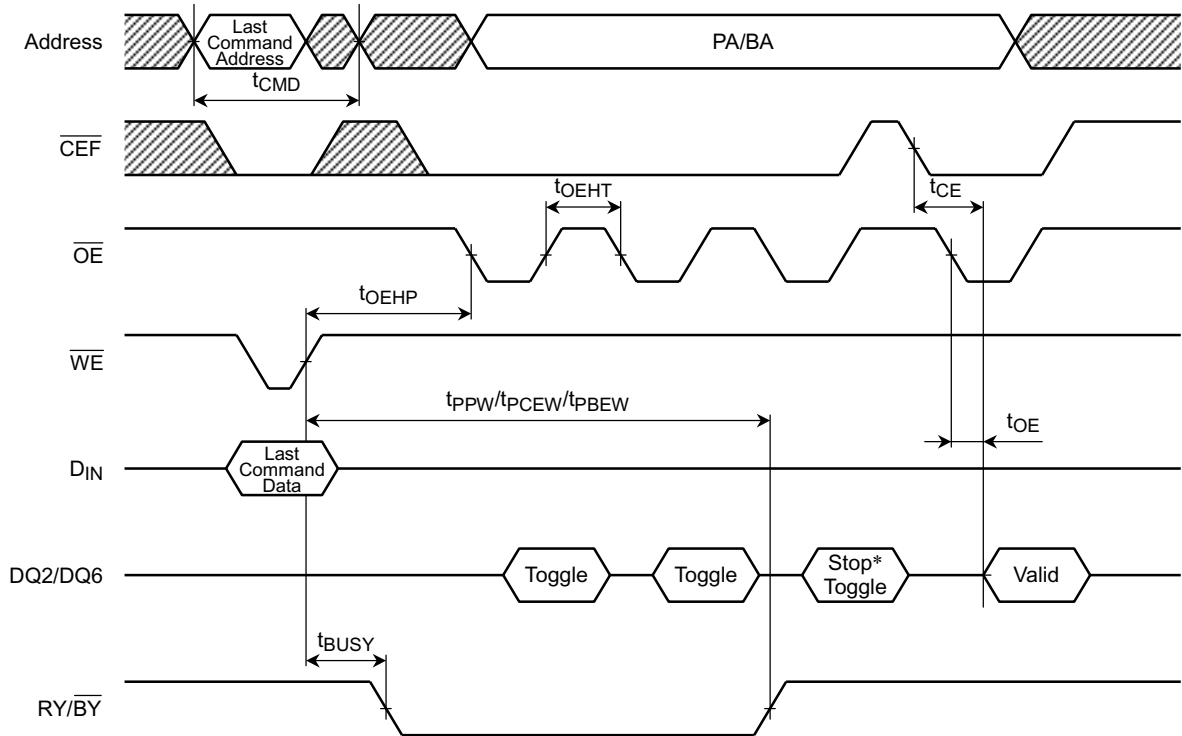 Address
Last
Command
Address
PA/BA
tCMD
CEF
tCE
tOEHT
OE
tOEHP
WE
tPPW/tPCEW/tPBEW
tOE
DIN
Last
Command
Data
DQ2/DQ6
Toggle
Toggle
Stop*
Toggle
Valid
tBUSY
RY/BY